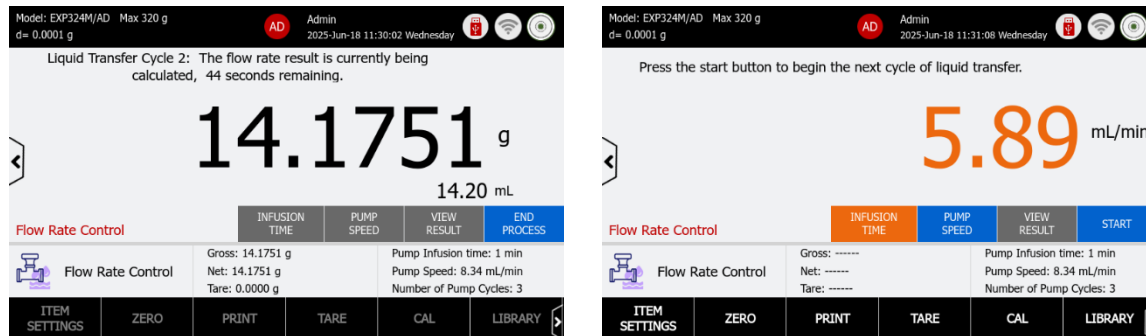 Model: EXP324M/AD Max 320 g
d= 0.0001 g
AD
Admin
2025-Jun-18 11:30:02 Wednesday
Liquid Transfer Cycle 2: The flow rate result is currently being
calculated, 44 seconds remaining.
14.1751 g
14.20 mL
Flow Rate Control
INFUSION TIME
PUMP SPEED
VIEW RESULT
END PROCESS
Flow Rate Control
Gross: 14.1751 g
Net: 14.1751 g
Tare: 0.0000 g
Pump Infusion time: 1 min
Pump Speed: 8.34 mL/min
Number of Pump Cycles: 3
ITEM SETTINGS
ZERO
PRINT
TARE
CAL
LIBRARY
Model: EXP324M/AD Max 320 g
d= 0.0001 g
AD
Admin
2025-Jun-18 11:31:08 Wednesday
Press the start button to begin the next cycle of liquid transfer.
5.89 mL/min
Flow Rate Control
INFUSION TIME
PUMP SPEED
VIEW RESULT
START
Flow Rate Control
Gross: ------
Net: ------
Tare: ------
Pump Infusion time: 1 min
Pump Speed: 8.34 mL/min
Number of Pump Cycles: 3
ITEM SETTINGS
ZERO
PRINT
TARE
CAL
LIBRARY